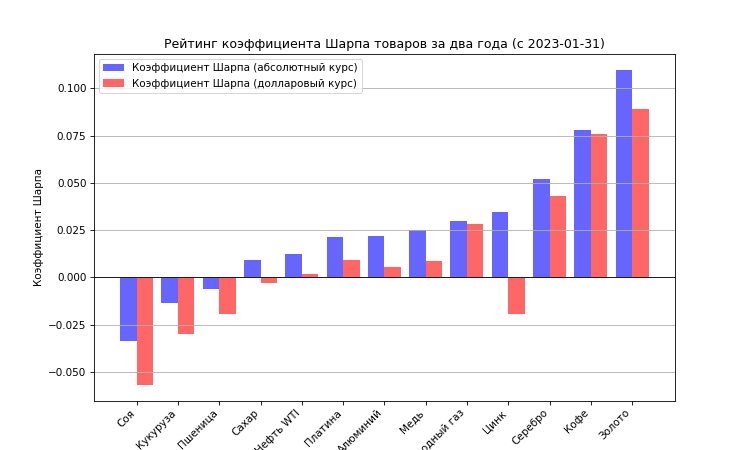 Рейтинг коэффициента Шарпа товаров за два года (с 2023-01-31)
Коэффициент Шарпа (абсолютный курс)
Коэффициент Шарпа (долларовый курс)
Коэффициент Шарпа
0.100
0.075
0.050
0.025
0.000
−0.025
−0.050
Соя
Кукуруза
Пшеница
Сахар
Нефть WTI
Платина
Алюминий
Медь
газ
Цинк
Серебро
Кофе
Золото